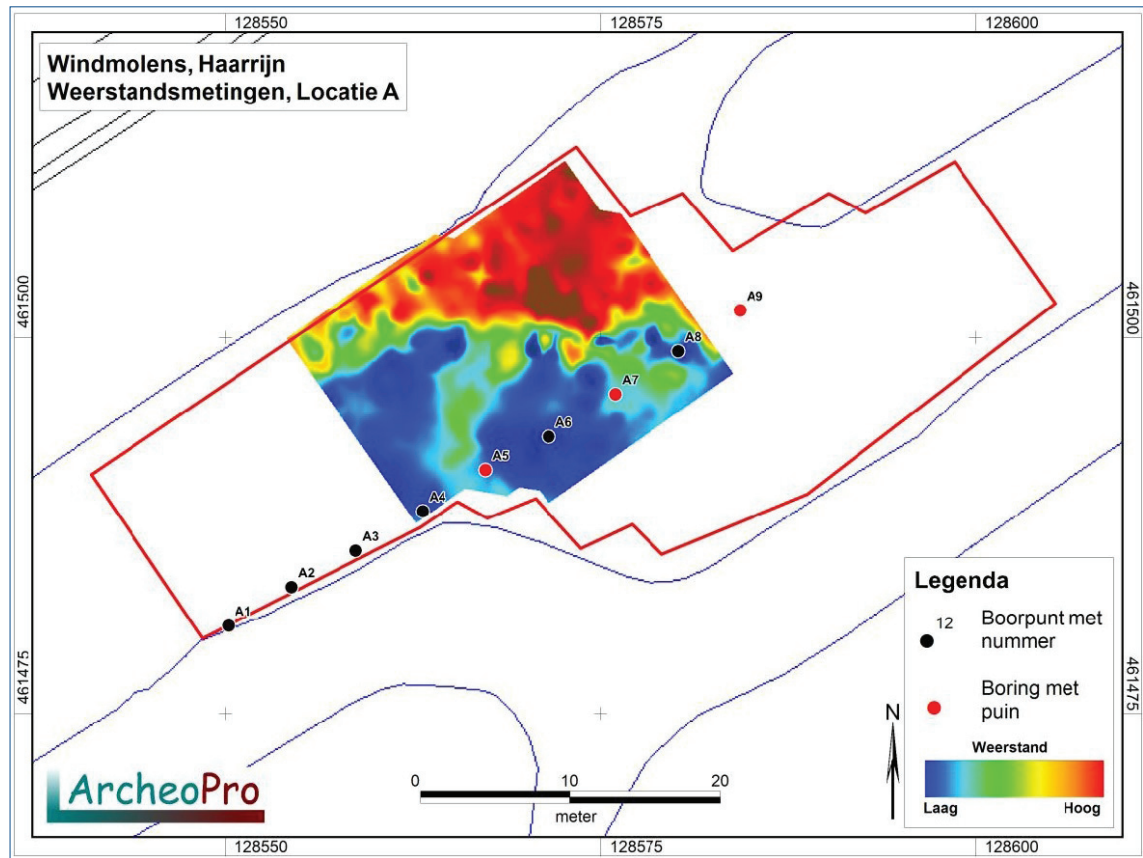 128550
128575
128600
Windmolens, Haarrijn
Weerstandsmetingen, Locatie A
461500
461500
A9
A8
A7
A6
A5
A4
A3
A2
A1
Legenda
12
Boorpunt met
nummer
Boring met
puin
N
Weerstand
Laag
Hoog
461475
461475
ArcheoPro
0
10
20
meter
128550
128575
128600